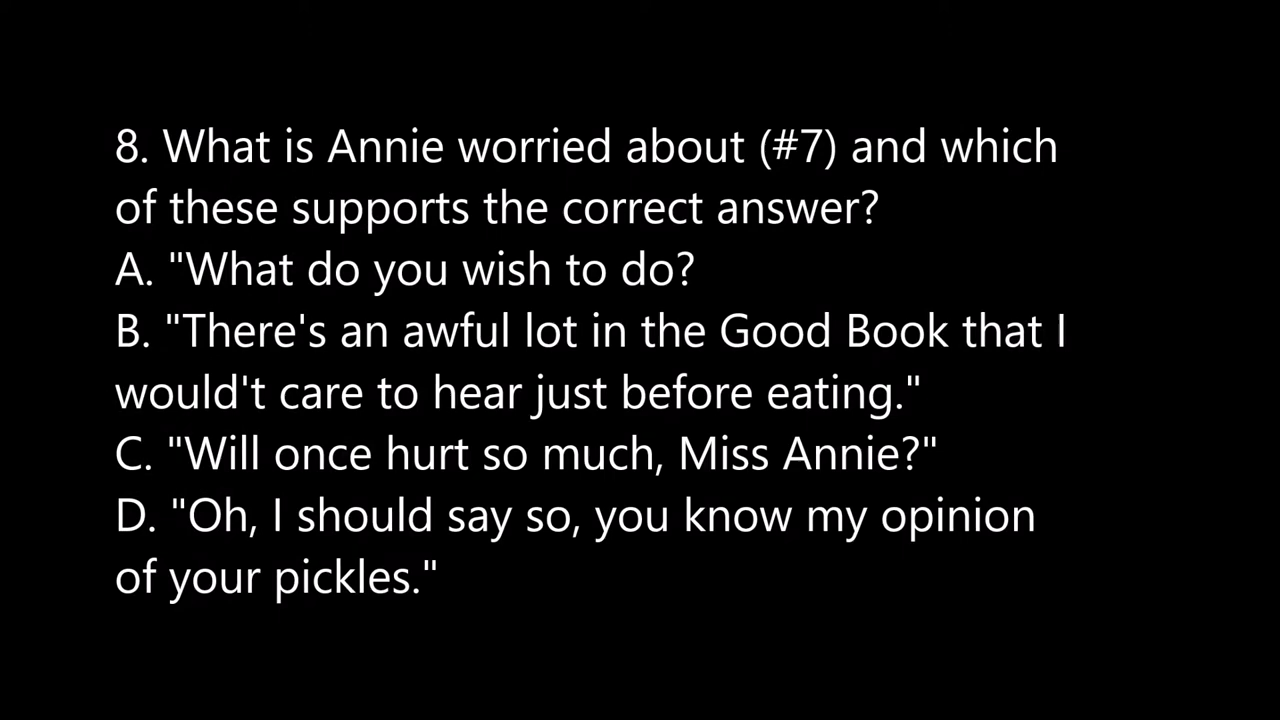 8. What is Annie worried about (#7) and which
of these supports the correct answer?
A. "What do you wish to do?
B. "There's an awful lot in the Good Book that I
would't care to hear just before eating."
C. "Will once hurt so much, Miss Annie?"
D. "Oh, I should say so, you know my opinion
of your pickles."